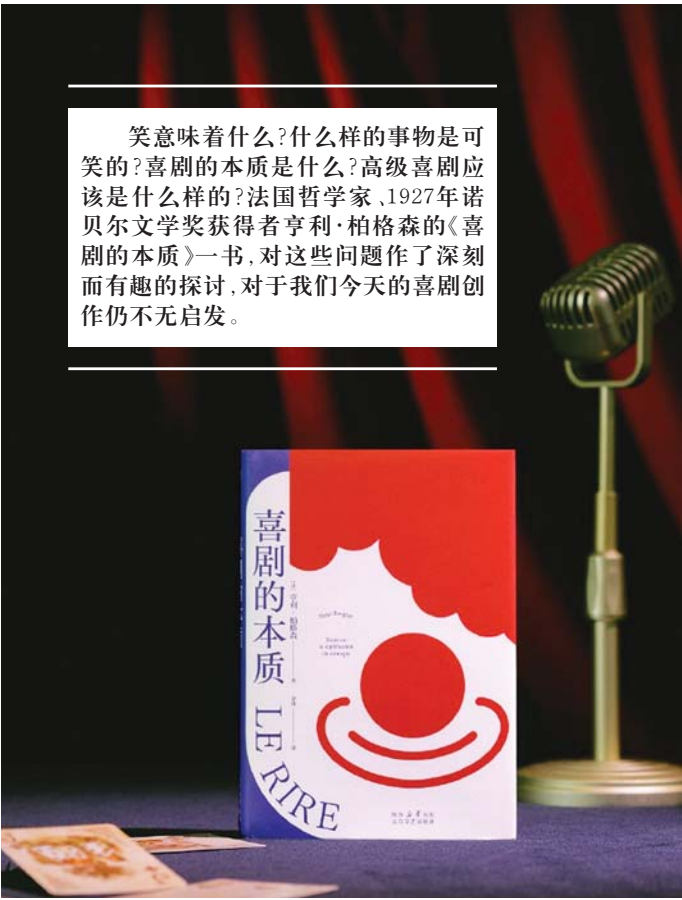 笑意味着什么?什么样的事物是可
笑的?喜剧的本质是什么?高级喜剧应
该是什么样的?法国哲学家、1927年诺
贝尔文学奖获得者亨利·柏格森的《喜
剧的本质》一书,对这些问题作了深刻
而有趣的探讨,对于我们今天的喜剧创
作仍不无启发。
喜剧的本质
LE RIRE
亨利·柏格森